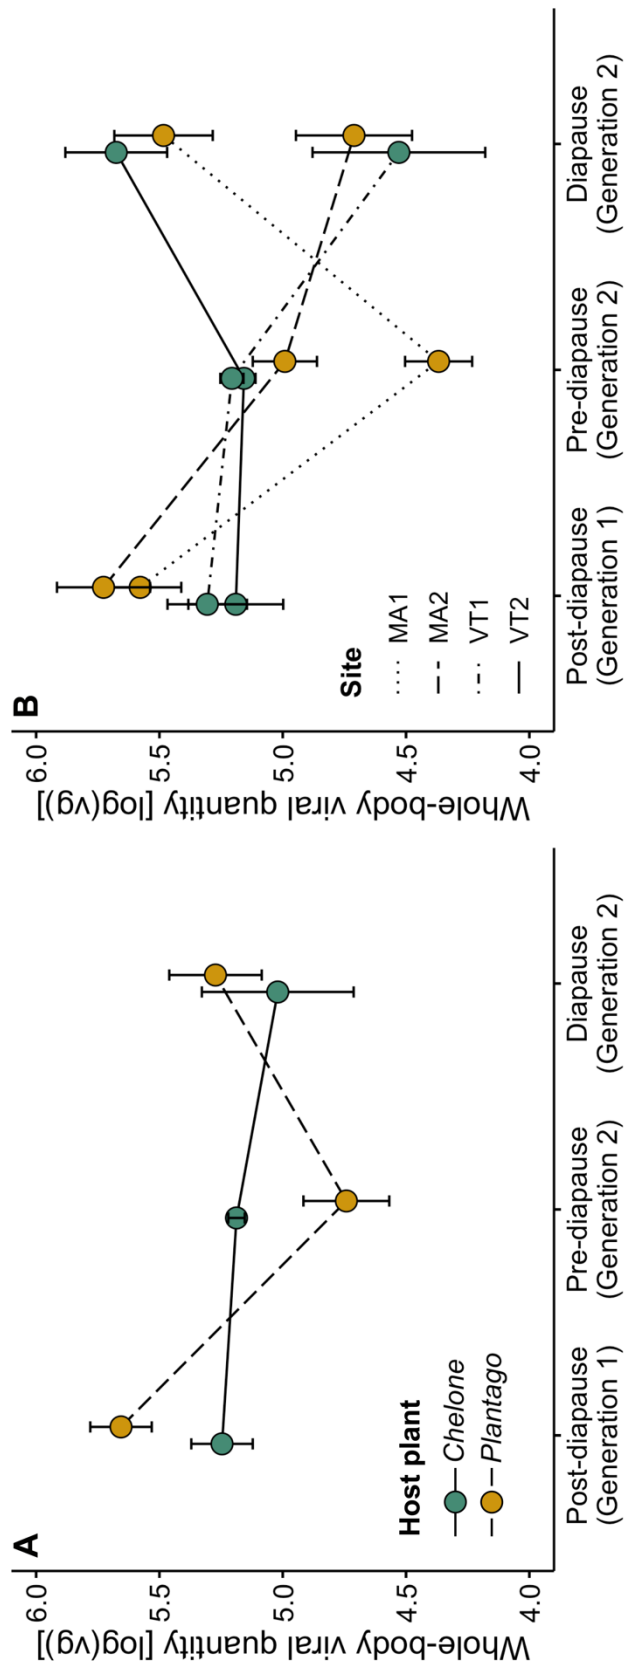 A
Whole-body viral quantity [log(vg)]
6.0
5.5
5.0
4.5
4.0
Host plant
Chelone
Plantago
Post-diapause
(Generation 1)
Pre-diapause
(Generation 2)
Diapause
(Generation 2)
B
Whole-body viral quantity [log(vg)]
6.0
5.5
5.0
4.5
4.0
Site
MA1
MA2
VT1
VT2
Post-diapause
(Generation 1)
Pre-diapause
(Generation 2)
Diapause
(Generation 2)